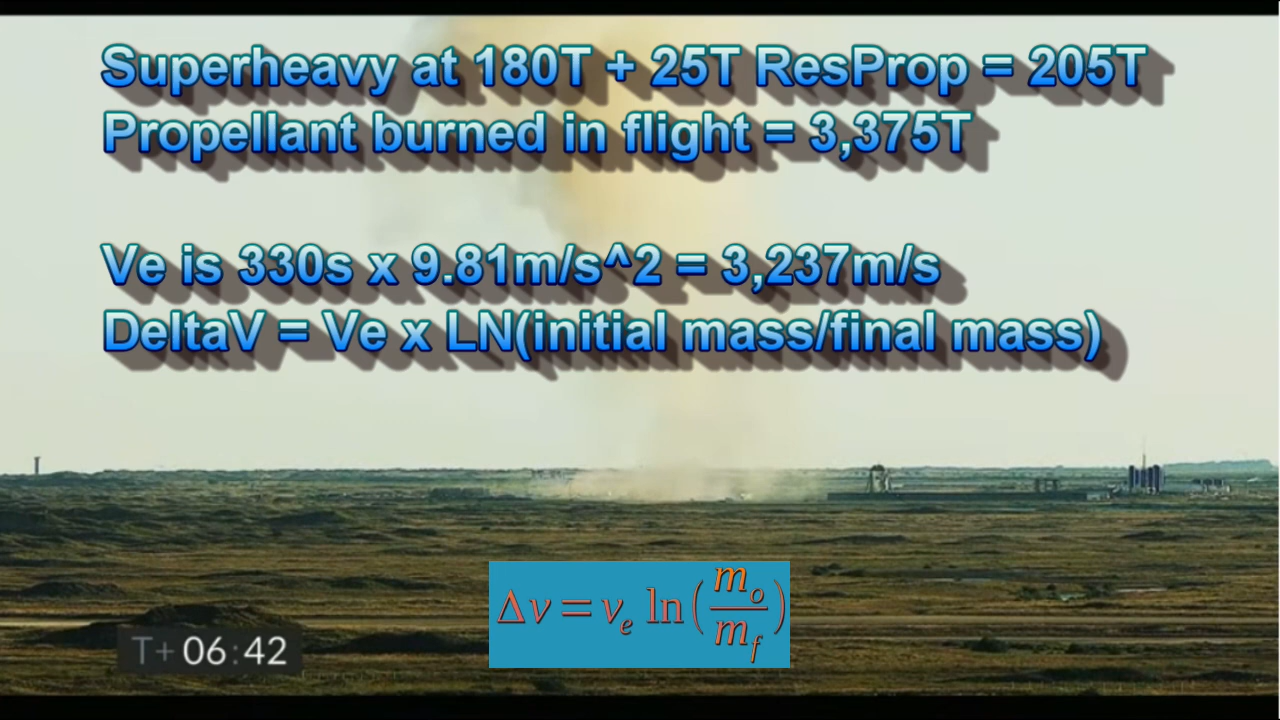 Superheavy at 180T + 25T ResProp = 205T
Propellant burned in flight = 3,375T
Ve is 330s x 9.81m/s^2 = 3,237m/s
DeltaV = Ve x LN(initial mass/final mass)
Δv = vₑ ln(mₒ/m_f)
T+ 06:42